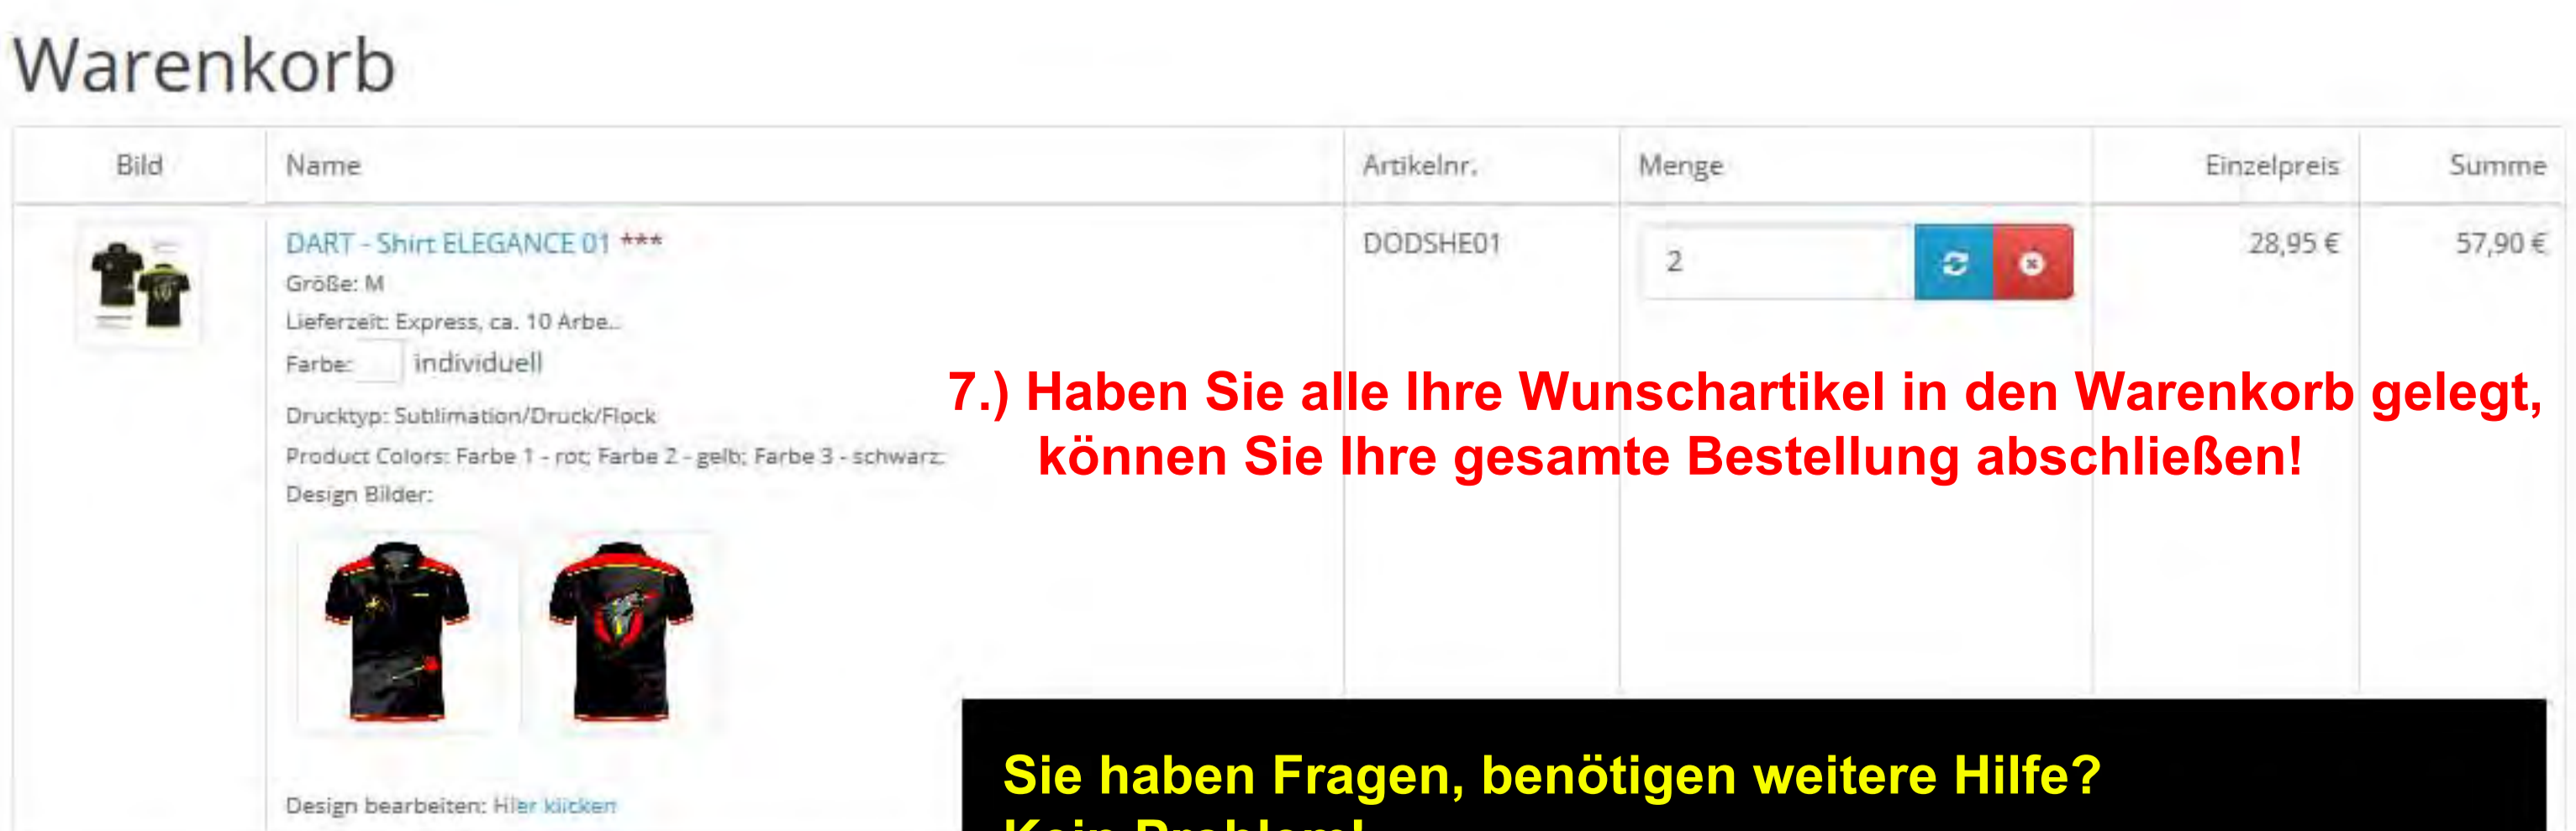 Warenkorb
Bild Name Artikelnr. Menge Einzelpreis Summe
DART - Shirt ELEGANCE 01 *** DODSHE01 2 28,95 € 57,90 €
Größe: M
Lieferzeit: Express, ca. 10 Arbe...
Farbe: individuell
Drucktyp: Sublimation/Druck/Flock
Product Colors: Farbe 1 - rot; Farbe 2 - gelb; Farbe 3 - schwarz;
Design Bilder:
7.) Haben Sie alle Ihre Wunschartikel in den Warenkorb gelegt,
können Sie Ihre gesamte Bestellung abschließen!
Design bearbeiten: Hier klicken
Sie haben Fragen, benötigen weitere Hilfe?
Kein Problem!